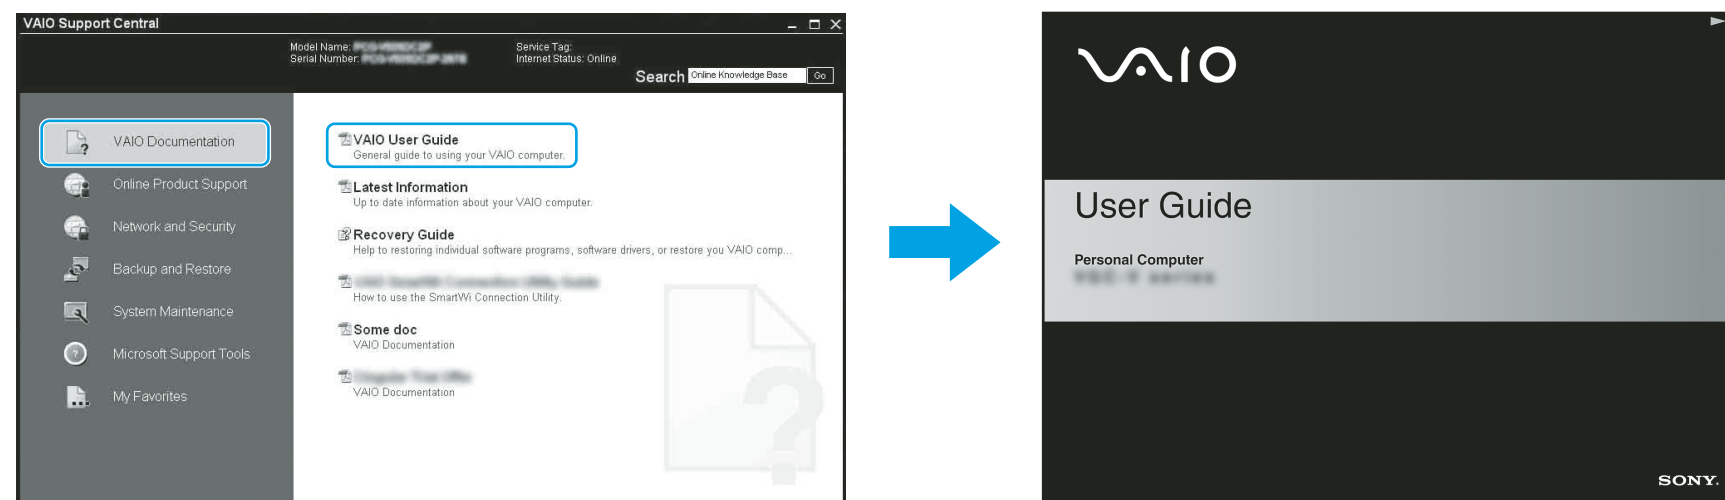 VAIO Support Central
Model Name:
Service Tag:
Serial Number:
Internet Status: Online
Search Online Knowledge Base Go
VAIO Documentation
Online Product Support
Network and Security
Backup and Restore
System Maintenance
Microsoft Support Tools
My Favorites
VAIO User Guide
General guide to using your VAIO computer.
Latest Information
Up to date information about your VAIO computer.
Recovery Guide
Help to restoring individual software programs, software drivers, or restore you VAIO comp...
How to use the SmartWi Connection Utility.
Some doc
VAIO Documentation
VAIO Documentation
VAIO
User Guide
Personal Computer
SONY.